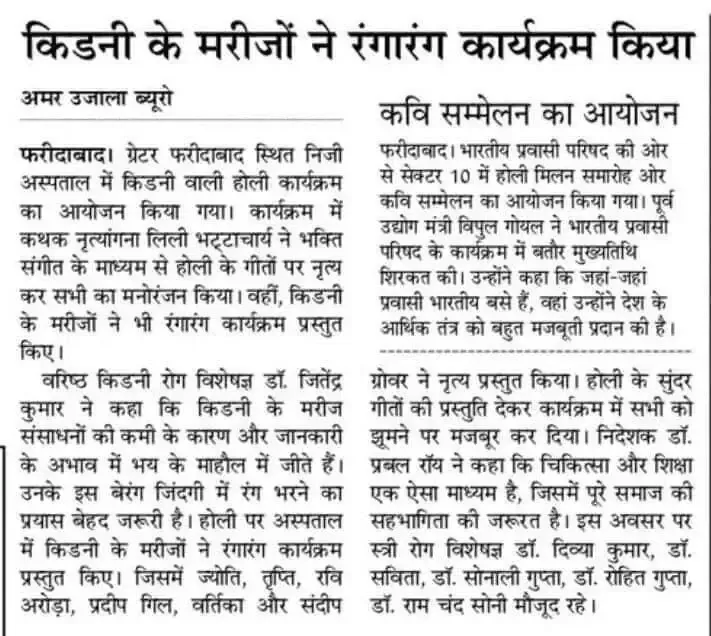 किडनी के मरीजों ने रंगारंग कार्यक्रम किया
अमर उजाला ब्यूरो
फरीदाबाद। ग्रेटर फरीदाबाद स्थित निजी
अस्पताल में किडनी वाली होली कार्यक्रम
का आयोजन किया गया। कार्यक्रम में
कथक नृत्यांगना लिली भट्टाचार्य ने भक्ति
संगीत के माध्यम से होली के गीतों पर नृत्य
कर सभी का मनोरंजन किया। वहीं, किडनी
के मरीजों ने भी रंगारंग कार्यक्रम प्रस्तुत
किए।
वरिष्ठ किडनी रोग विशेषज्ञ डॉ. जितेंद्र
कुमार ने कहा कि किडनी के मरीज
संसाधनों की कमी के कारण और जानकारी
के अभाव में भय के माहौल में जीते हैं।
उनके इस बेरंग जिंदगी में रंग भरने का
प्रयास बेहद जरूरी है। होली पर अस्पताल
में किडनी के मरीजों ने रंगारंग कार्यक्रम
प्रस्तुत किए। जिसमें ज्योति, तृप्ति, रवि
अरोड़ा, प्रदीप गिल, वर्तिका और संदीप
ग्रोवर ने नृत्य प्रस्तुत किया। होली के सुंदर
गीतों की प्रस्तुति देकर कार्यक्रम में सभी को
झूमने पर मजबूर कर दिया। निदेशक डॉ.
प्रबल रॉय ने कहा कि चिकित्सा और शिक्षा
एक ऐसा माध्यम है, जिसमें पूरे समाज की
सहभागिता की जरूरत है। इस अवसर पर
स्त्री रोग विशेषज्ञ डॉ. दिव्या कुमार, डॉ.
सविता, डॉ. सोनाली गुप्ता, डॉ. रोहित गुप्ता,
डॉ. राम चंद सोनी मौजूद रहे।
कवि सम्मेलन का आयोजन
फरीदाबाद। भारतीय प्रवासी परिषद की ओर
से सेक्टर 10 में होली मिलन समारोह ओर
कवि सम्मेलन का आयोजन किया गया। पूर्व
उद्योग मंत्री विपुल गोयल ने भारतीय प्रवासी
परिषद के कार्यक्रम में बतौर मुख्यतिथि
शिरकत की। उन्होंने कहा कि जहां-जहां
प्रवासी भारतीय बसे हैं, वहां उन्होंने देश के
आर्थिक तंत्र को बहुत मजबूती प्रदान की है।